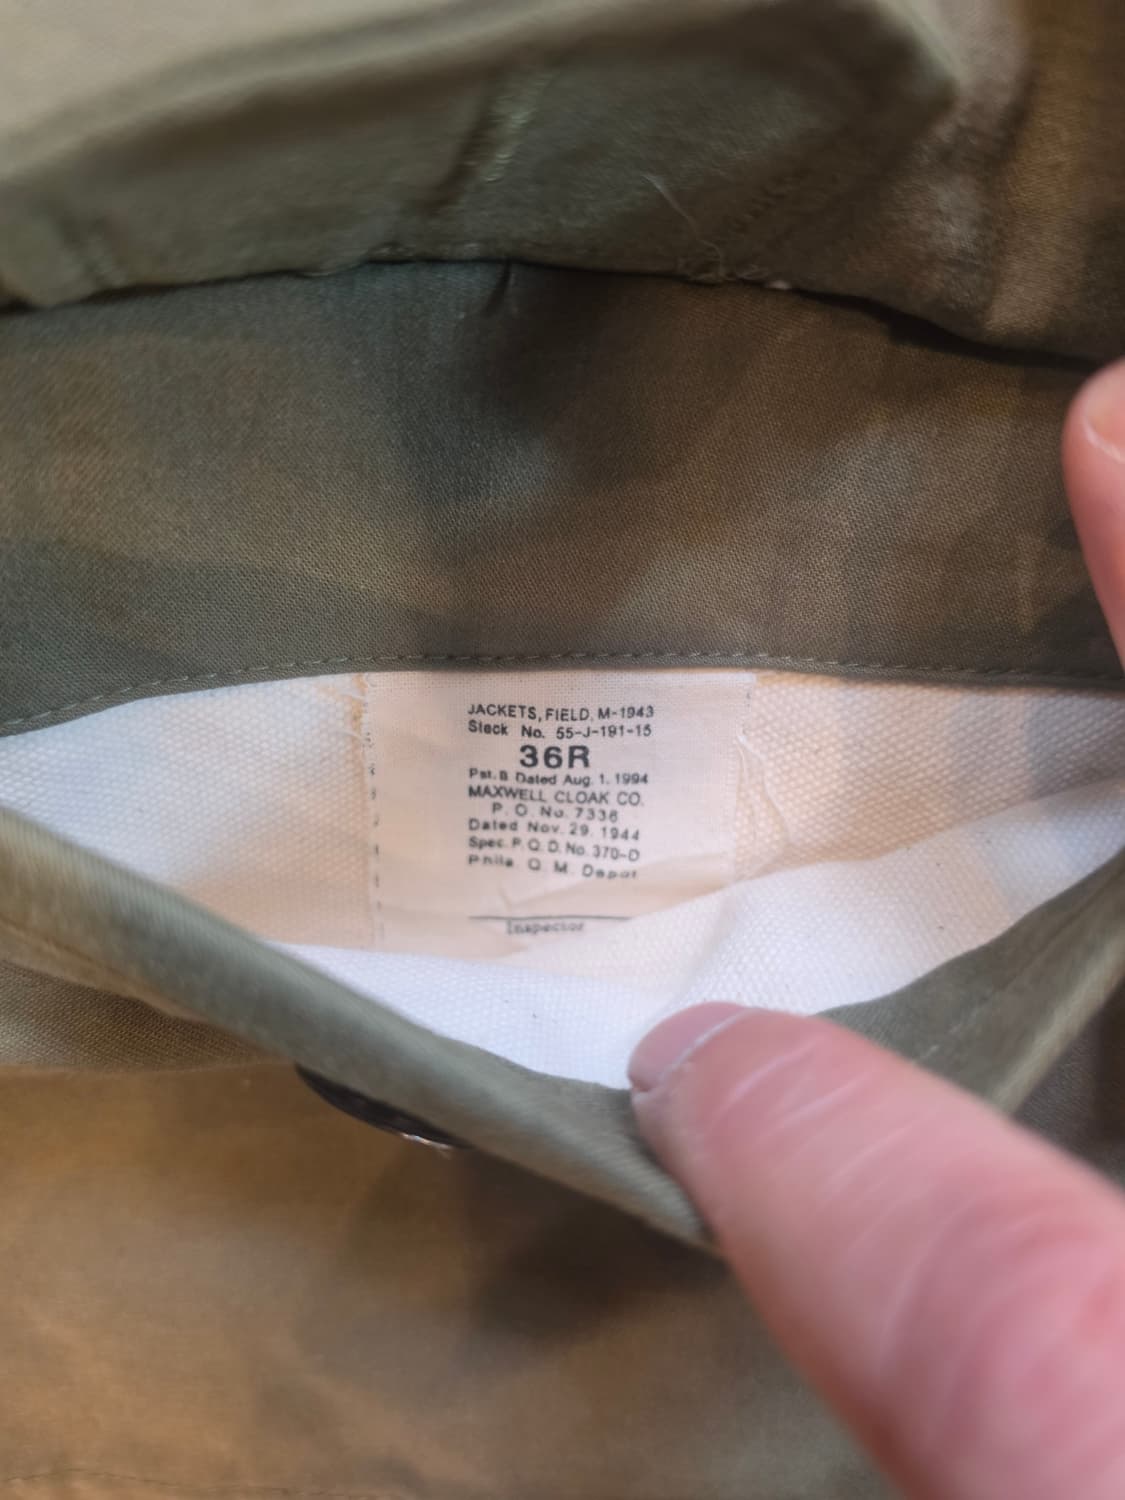 JACKETS, FIELD, M-1943
Stock No. 55-J-191-15
36R
Pat. B Dated Aug. 1, 1994
MAXWELL CLOAK CO.
P. O. No. 7336
Dated Nov. 29, 1944
Spec. P. Q. D. No. 370-D
Phila. Q. M. Depot
Inspector